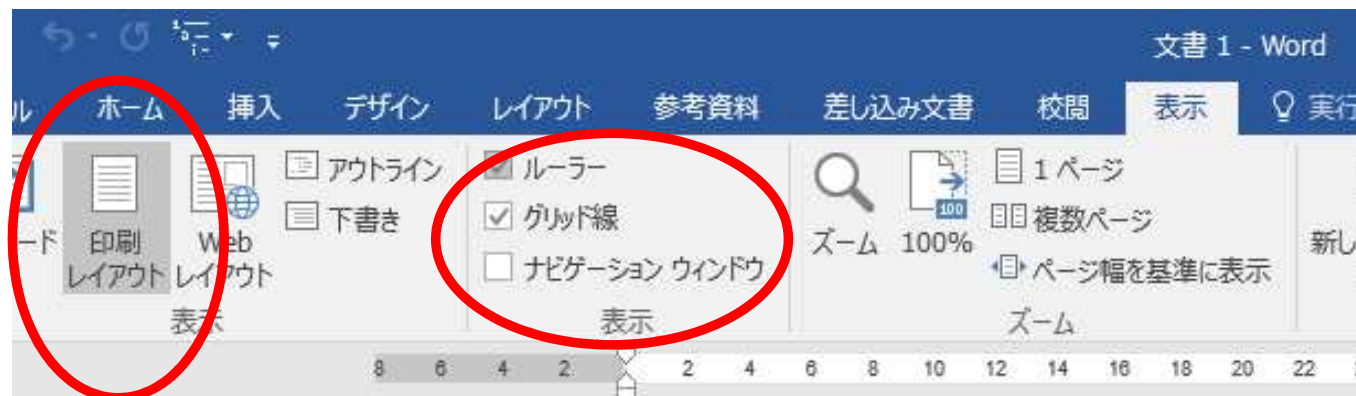 文書 1 - Word
ル ホーム 挿入 デザイン レイアウト 参考資料 差し込み文書 校閲 表示 実行
ード
印刷
レイアウト
Web
レイアウト
アウトライン
下書き
表示
ルーラー
グリッド線
ナビゲーション ウィンドウ
表示
ズーム
100
100%
1 ページ
複数ページ
ページ幅を基準に表示
ズーム
新し
8 6 4 2 2 4 6 8 10 12 14 16 18 20 22